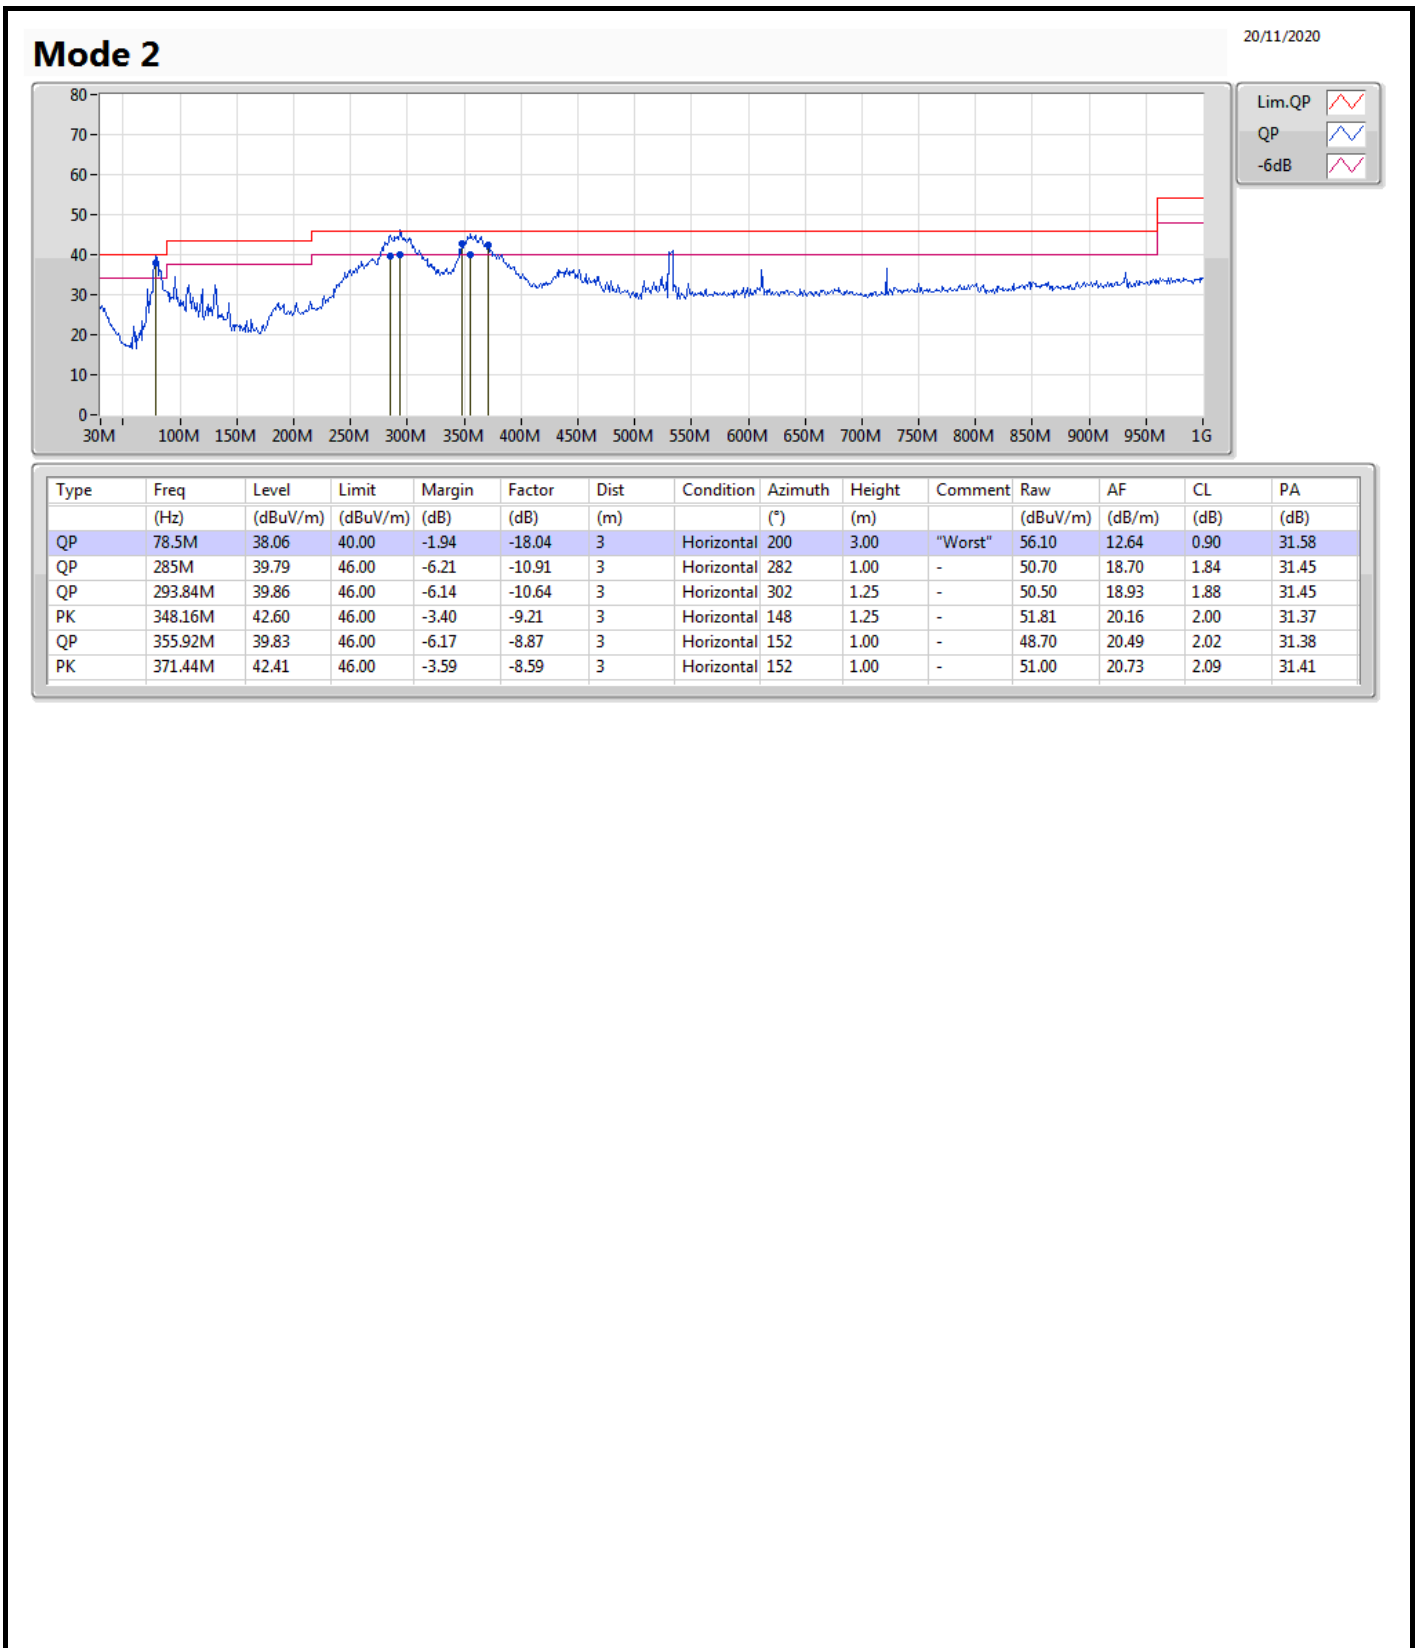 20/11/2020
Mode 2
Lim.QP
QP
-6dB
80
70
60
50
40
30
20
10
0
30M 100M 150M 200M 250M 300M 350M 400M 450M 500M 550M 600M 650M 700M 750M 800M 850M 900M 950M 1G
Type Freq Level Limit Margin Factor Dist Condition Azimuth Height Comment Raw AF CL PA
(Hz) (dBuV/m) (dBuV/m) (dB) (dB) (m) (°) (m) (dBuV/m) (dB/m) (dB) (dB)
QP 78.5M 38.06 40.00 -1.94 -18.04 3 Horizontal 200 3.00 "Worst" 56.10 12.64 0.90 31.58
QP 285M 39.79 46.00 -6.21 -10.91 3 Horizontal 282 1.00 - 50.70 18.70 1.84 31.45
QP 293.84M 39.86 46.00 -6.14 -10.64 3 Horizontal 302 1.25 - 50.50 18.93 1.88 31.45
PK 348.16M 42.60 46.00 -3.40 -9.21 3 Horizontal 148 1.25 - 51.81 20.16 2.00 31.37
QP 355.92M 39.83 46.00 -6.17 -8.87 3 Horizontal 152 1.00 - 48.70 20.49 2.02 31.38
PK 371.44M 42.41 46.00 -3.59 -8.59 3 Horizontal 152 1.00 - 51.00 20.73 2.09 31.41